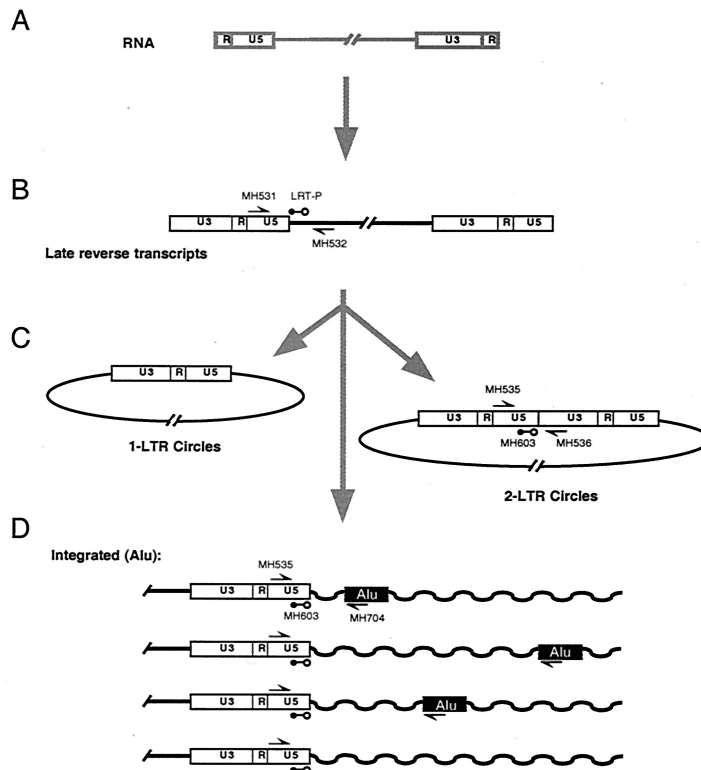 A
RNA
R U5 U3 R
B
MH531 LRT-P
U3 R U5 U3 R U5
MH532
Late reverse transcripts
C
U3 R U5
1-LTR Circles
MH535
U3 R U5 U3 R U5
MH603 MH536
2-LTR Circles
D
Integrated (Alu):
MH535
U3 R U5 Alu
MH603 MH704
U3 R U5 Alu
U3 R U5 Alu
U3 R U5